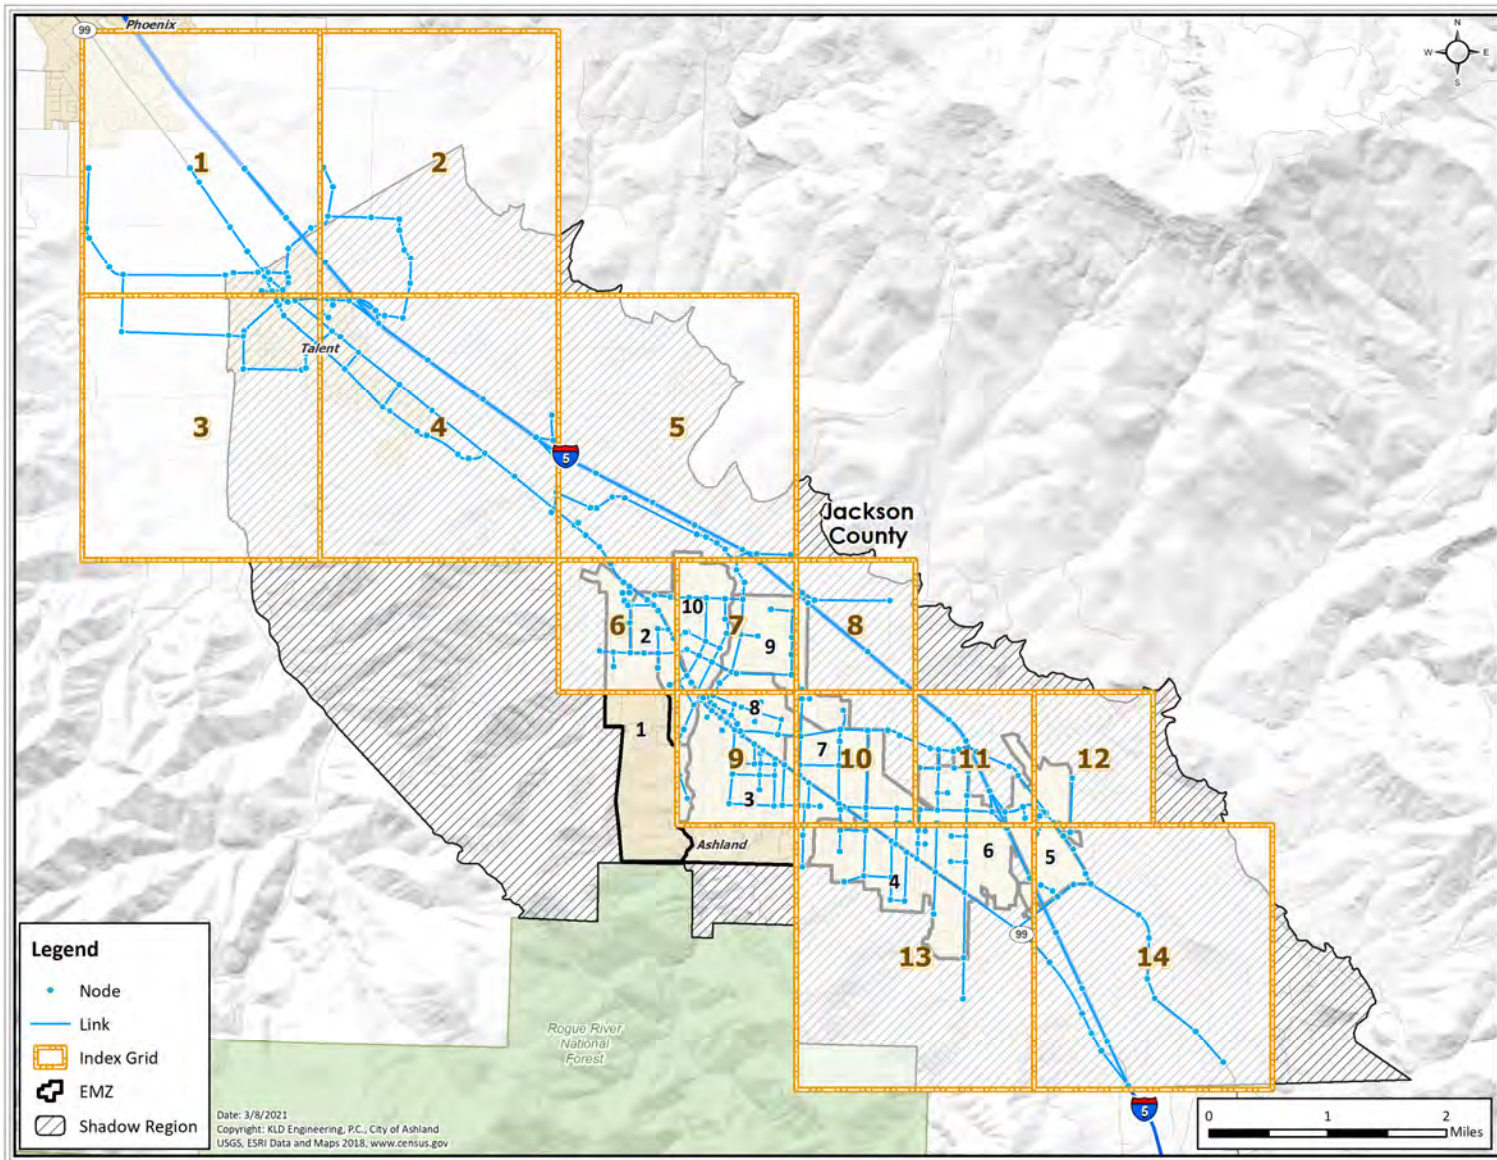 Phoenix
99
N
W E
S
1
2
Talent
3
4
5
5
Jackson
County
10
6
2
7
9
8
1
8
9
7
10
11
12
3
Ashland
6
5
4
99
13
14
Legend
Node
Link
Index Grid
EMZ
Shadow Region
Rogue River
National
Forest
Date: 3/8/2021
Copyright: KLD Engineering, P.C., City of Ashland
USGS, ESRI Data and Maps 2018, www.census.gov
5
0 1 2
Miles